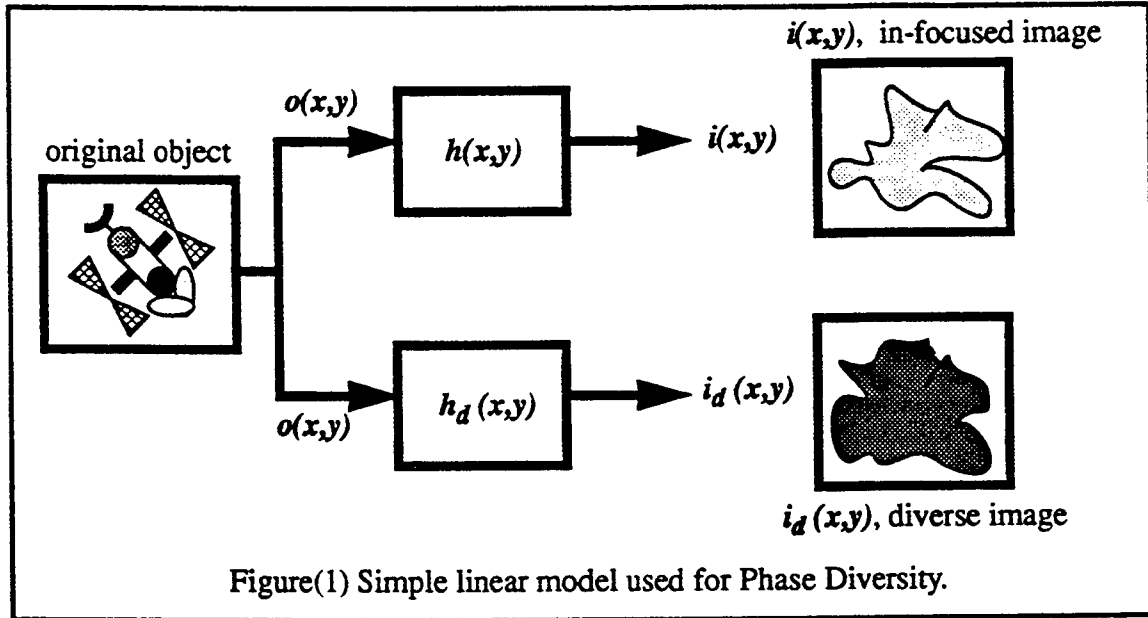 i(x,y), in-focused image
o(x,y)
original object
h(x,y)
i(x,y)
h_d (x,y)
i_d (x,y)
o(x,y)
i_d (x,y), diverse image
Figure(1) Simple linear model used for Phase Diversity.